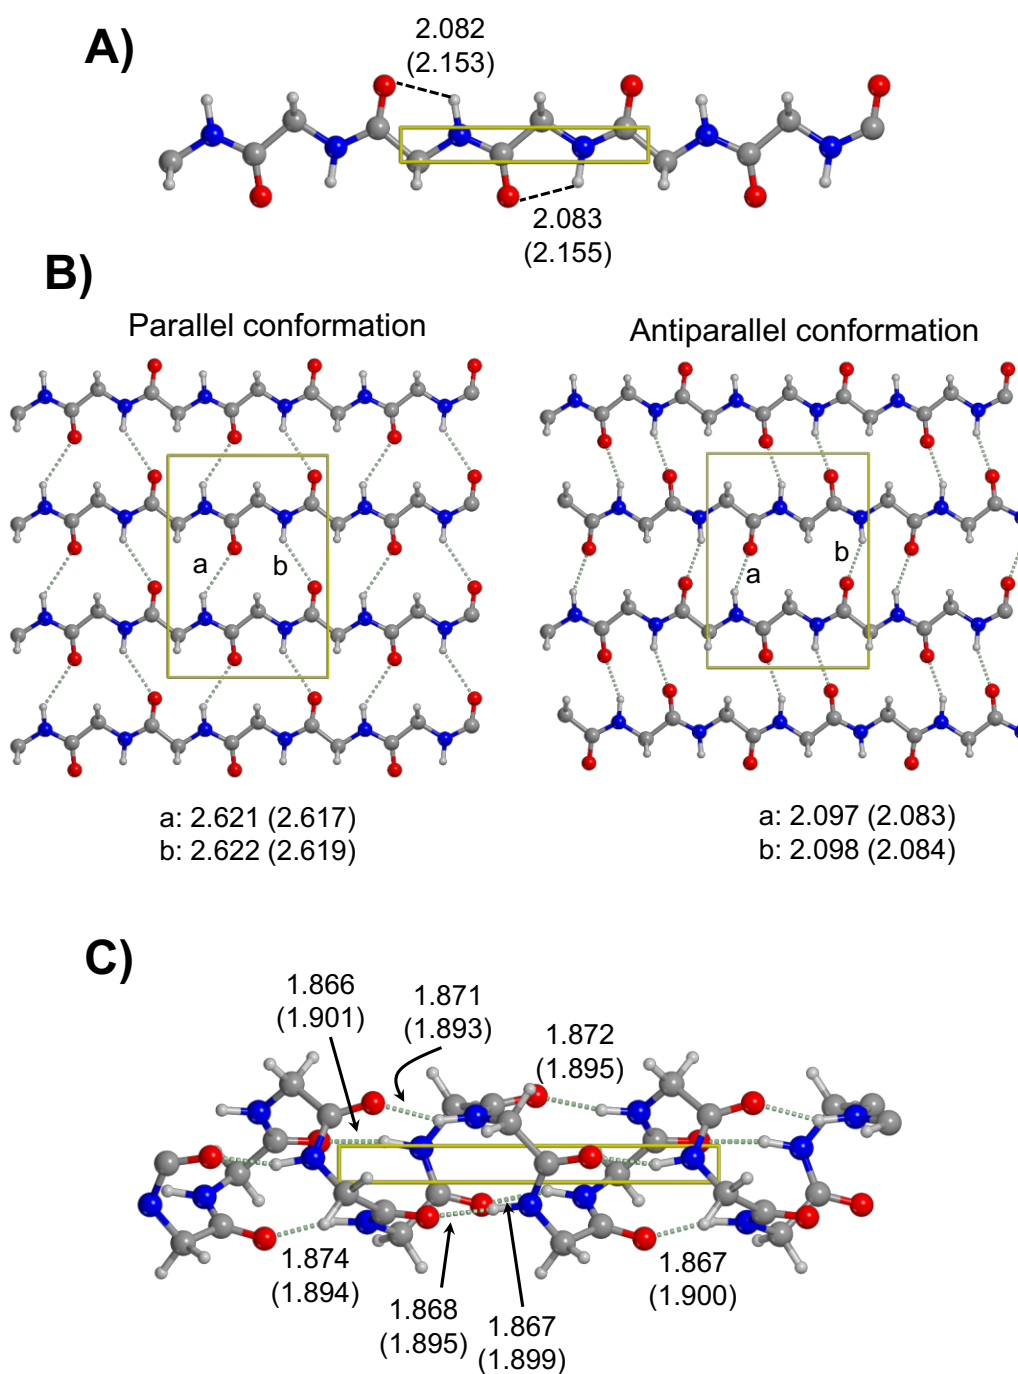 A)
2.082
(2.153)
2.083
(2.155)
B)
Parallel conformation
Antiparallel conformation
a
b
a
b
a: 2.621 (2.617)
b: 2.622 (2.619)
a: 2.097 (2.083)
b: 2.098 (2.084)
C)
1.866
(1.901)
1.871
(1.893)
1.872
(1.895)
1.874
(1.894)
1.868
(1.895)
1.867
(1.899)
1.867
(1.900)